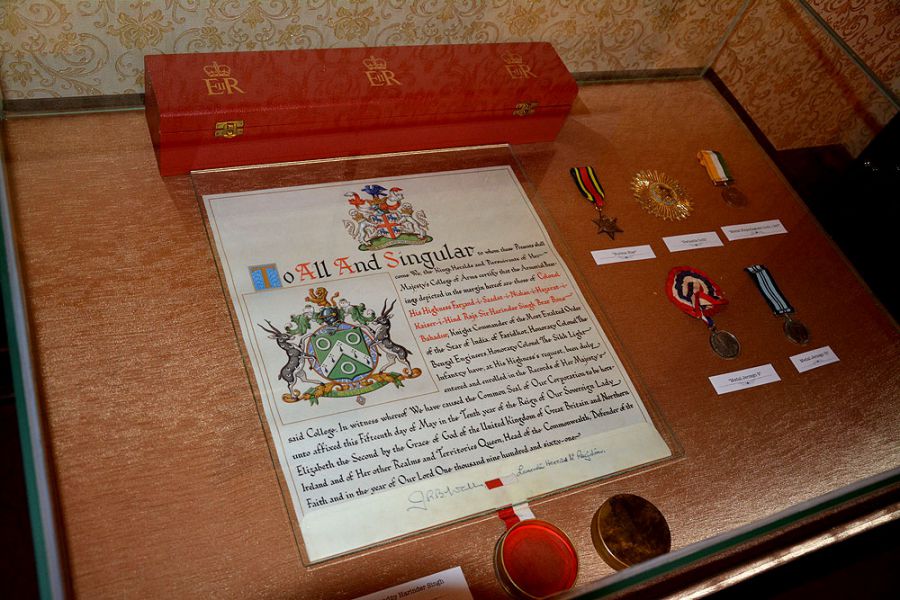 EIIR EIIR EIIR
To All And Singular to whom these Presents shall
come We the Kings Heralds and Pursuivants of Her
Majesty's College of Arms certify that the Armorial Bear-
ings depicted in the margin hereof are those of Colonel
His Highness Farzand-i-Saadat-i-Nishan-i-Hazrat-i-
Kaiser-i-Hind Raja Sir Harindar Singh Brar Bans
Bahadur, Knight Commander of the Most Exalted Order
of the Star of India, of Faridkot, Honorary Colonel The
Bengal Engineers, Honorary Colonel The Sikh Light
Infantry have, at His Highness's request, been duly
entered and enrolled in the Records of Her Majesty's
said College. In witness whereof We have caused the Common Seal of Our Corporation to be here-
unto affixed this Fifteenth day of May in the Tenth year of the Reign of Our Sovereign Lady
Elizabeth the Second by the Grace of God of the United Kingdom of Great Britain and Northern
Ireland and of Her other Realms and Territories Queen, Head of the Commonwealth, Defender of the
Faith and in the year of Our Lord One thousand nine hundred and sixty-one
Harinder Singh